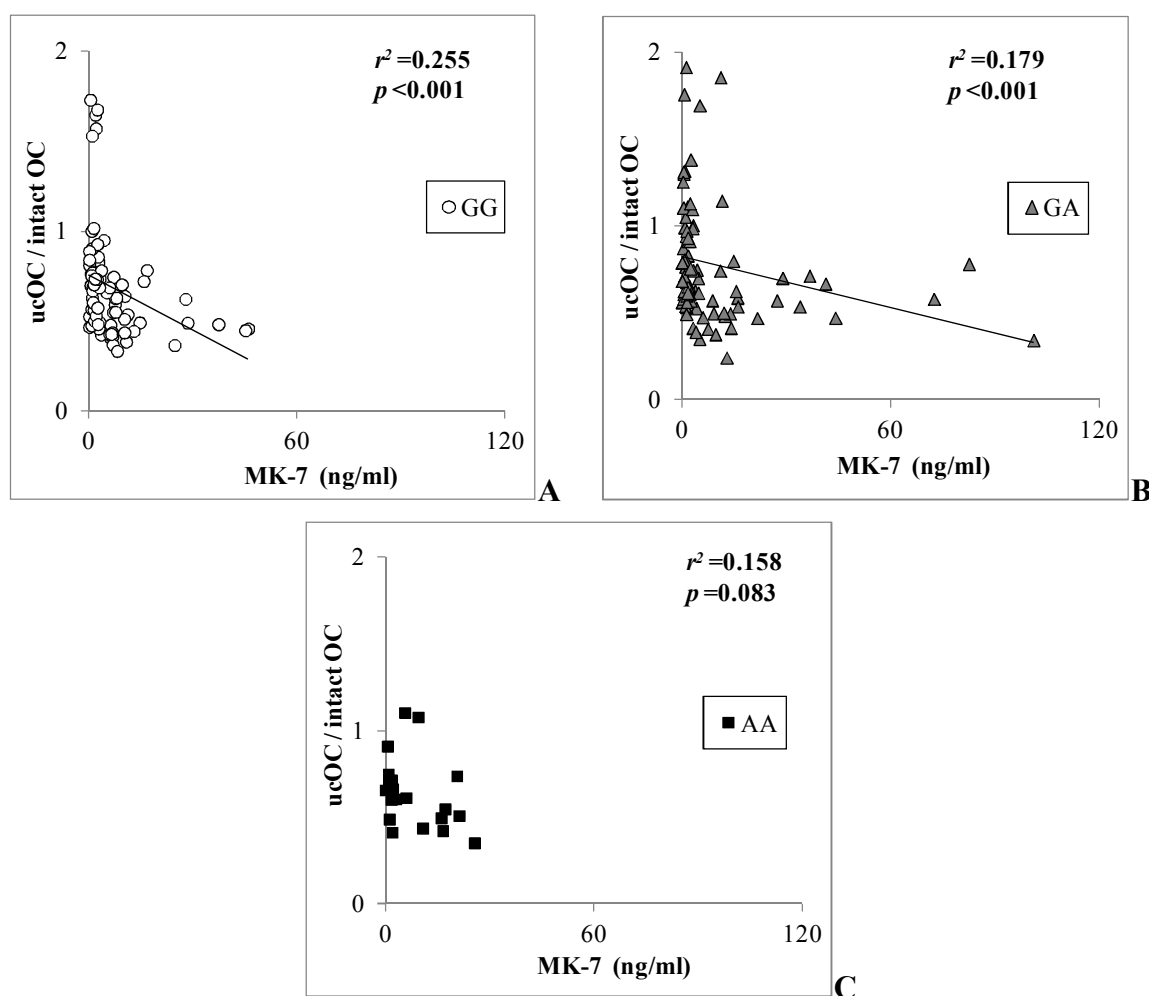 2
r² =0.255
p <0.001
ucOC / intact OC
1
GG
0
0 60 120
MK-7 (ng/ml)
A
2
r² =0.179
p <0.001
ucOC / intact OC
1
GA
0
0 60 120
MK-7 (ng/ml)
B
2
r² =0.158
p =0.083
ucOC / intact OC
1
AA
0
0 60 120
MK-7 (ng/ml)
C